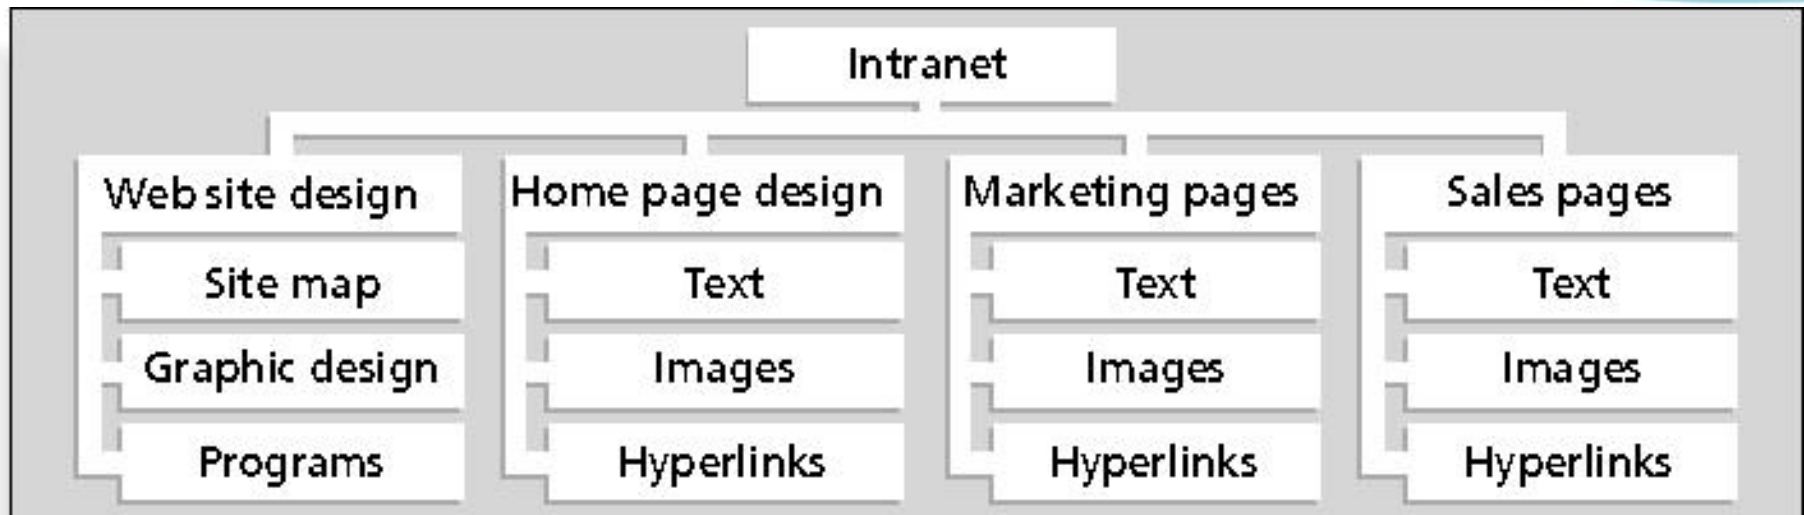 Intranet
Web site design
Home page design
Marketing pages
Sales pages
Site map
Text
Text
Text
Graphic design
Images
Images
Images
Programs
Hyperlinks
Hyperlinks
Hyperlinks